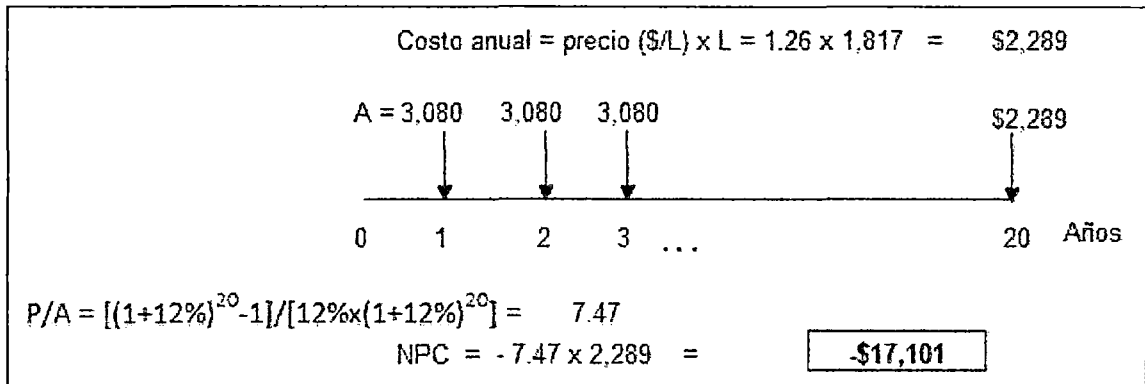 Costo anual = precio ($/L) x L = 1.26 x 1,817 = $2,289
A = 3,080 3,080 3,080 $2,289
0 1 2 3 ... 20 Años
P/A = [(1+12%)^20-1]/[12%x(1+12%)^20] = 7.47
NPC = - 7.47 x 2,289 = -$17,101